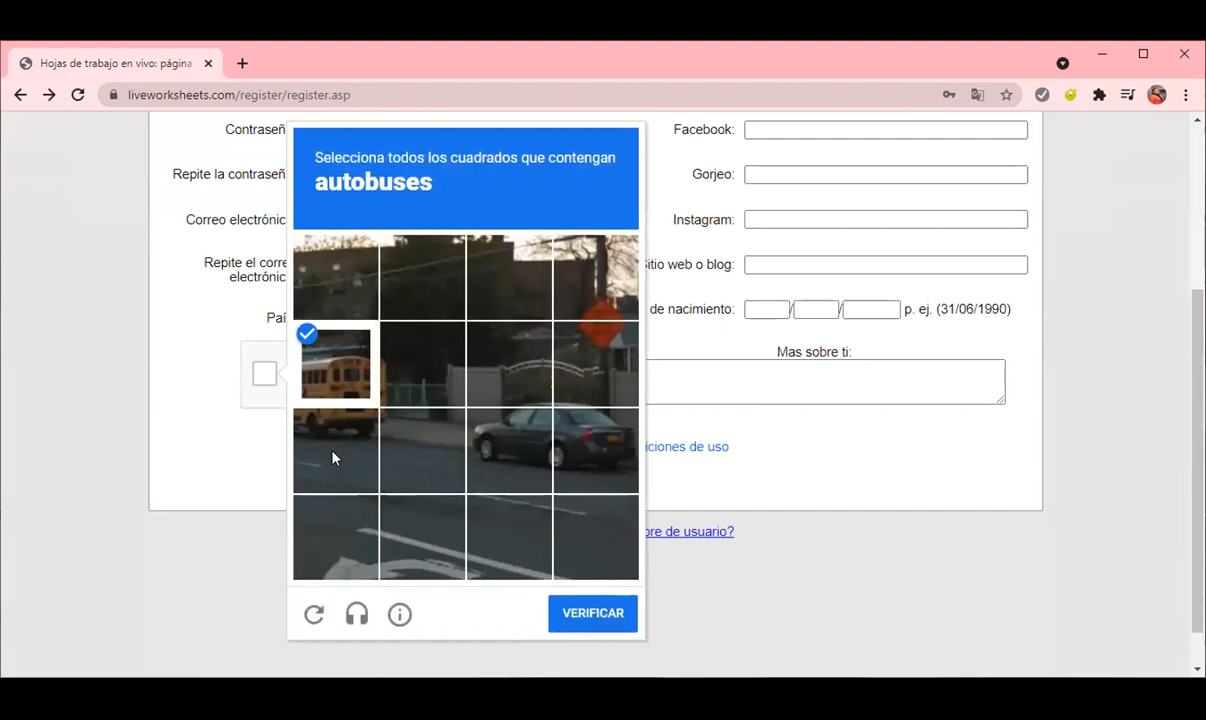 Hojas de trabajo en vivo: página
liveworksheets.com/register/register.asp
Contraseñ
Repite la contraseñ
Correo electrónic
Repite el corre
electrónic
Paí
Selecciona todos los cuadrados que contengan
autobuses
VERIFICAR
Facebook:
Gorjeo:
Instagram:
Sitio web o blog:
de nacimiento: / / p. ej. (31/06/1990)
Mas sobre ti:
iciones de uso
bre de usuario?